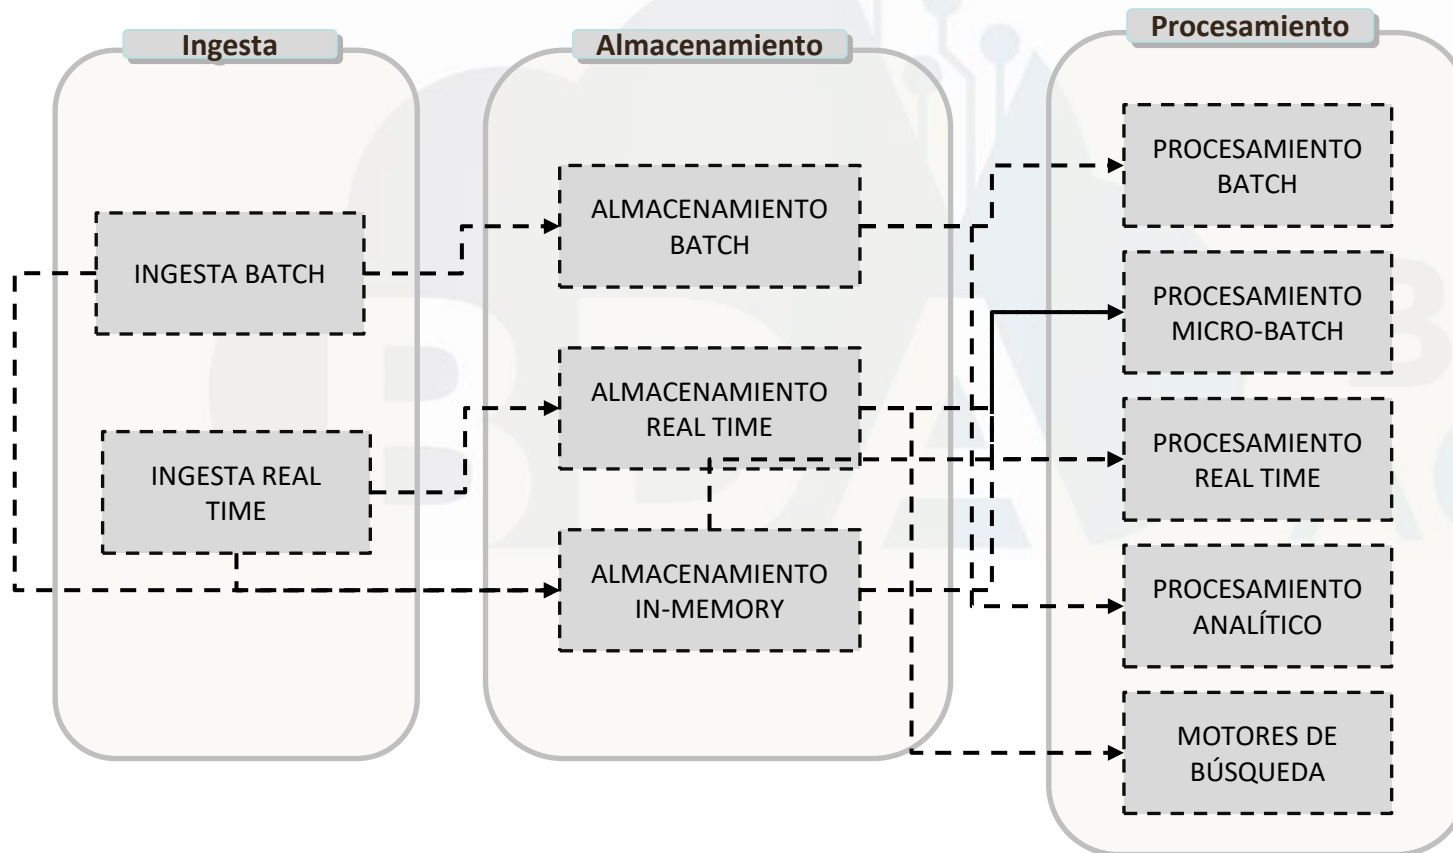 Ingesta
INGESTA BATCH
INGESTA REAL
TIME
Almacenamiento
ALMACENAMIENTO
BATCH
ALMACENAMIENTO
REAL TIME
ALMACENAMIENTO
IN-MEMORY
Procesamiento
PROCESAMIENTO
BATCH
PROCESAMIENTO
MICRO-BATCH
PROCESAMIENTO
REAL TIME
PROCESAMIENTO
ANALÍTICO
MOTORES DE
BÚSQUEDA
BDA